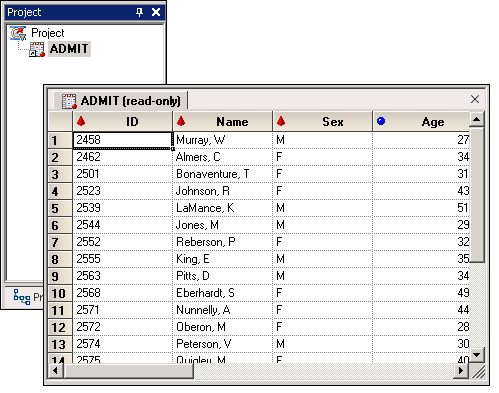 Project
Project
ADMIT
ADMIT (read-only)
ID Name Sex Age
1 2458 Murray, W M 27
2 2462 Almers, C F 34
3 2501 Bonaventure, T F 31
4 2523 Johnson, R F 43
5 2539 LaMance, K M 51
6 2544 Jones, M M 29
7 2552 Reberson, P F 32
8 2555 King, E M 35
9 2563 Pitts, D M 34
10 2568 Eberhardt, S F 49
11 2571 Nunnelly, A F 44
12 2572 Oberon, M F 28
13 2574 Peterson, V M 30
14 2575 Quigley, M F 40
Pr